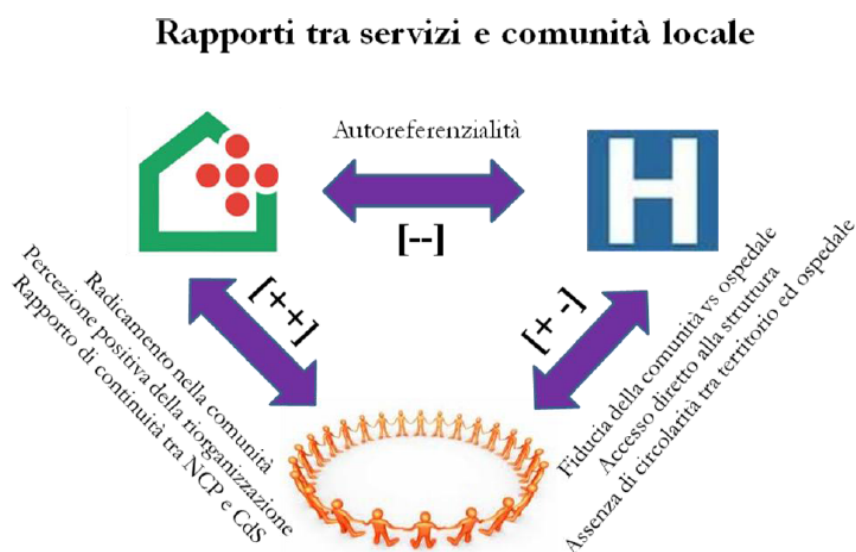 Rapporti tra servizi e comunità locale
Autoreferenzialità
H
[--]
[++]
[+ -]
Radicamento nella comunità
Percezione positiva della riorganizzazione
Rapporto di continuità tra NCP e CdS
Fiducia della comunità vs ospedale
Accesso diretto alla struttura
Assenza di circolarità tra territorio ed ospedale